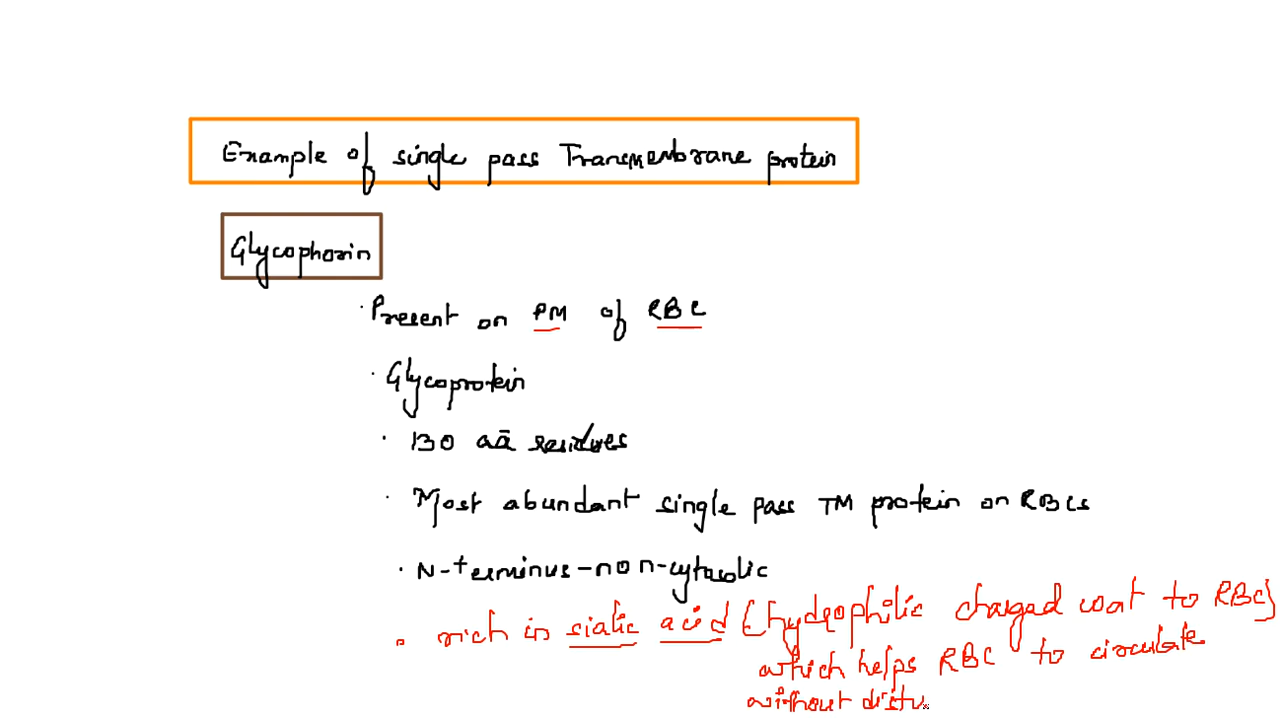 Example of single pass Transmembrane protein
Glycophorin
· Present on PM of RBC
· Glycoprotein
· 130 aā residues
· Most abundant single pass TM protein on RBCs
· N-terminus-non-cytosolic
· rich in sialic acid (hydrophilic charged coat to RBC)
which helps RBC to circulate
without distu